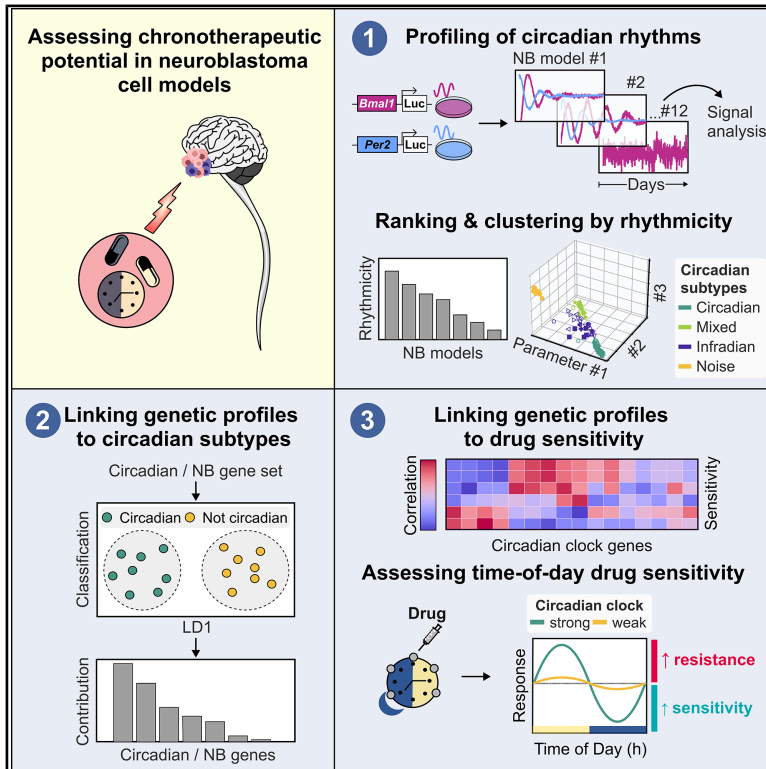 Assessing chronotherapeutic
potential in neuroblastoma
cell models
1 Profiling of circadian rhythms
NB model #1
#2
...#12
Bmal1 Luc
Per2 Luc
Signal
analysis
Days
Ranking & clustering by rhythmicity
Rhythmicity
NB models
Parameter #1
#2
#3
Circadian
subtypes
Circadian
Mixed
Infradian
Noise
2 Linking genetic profiles
to circadian subtypes
Circadian / NB gene set
Classification
Circadian Not circadian
LD1
Contribution
Circadian / NB genes
3 Linking genetic profiles
to drug sensitivity
Correlation
Sensitivity
Circadian clock genes
Assessing time-of-day drug sensitivity
Drug
Circadian clock
strong weak
Response
↑ resistance
↑ sensitivity
Time of Day (h)